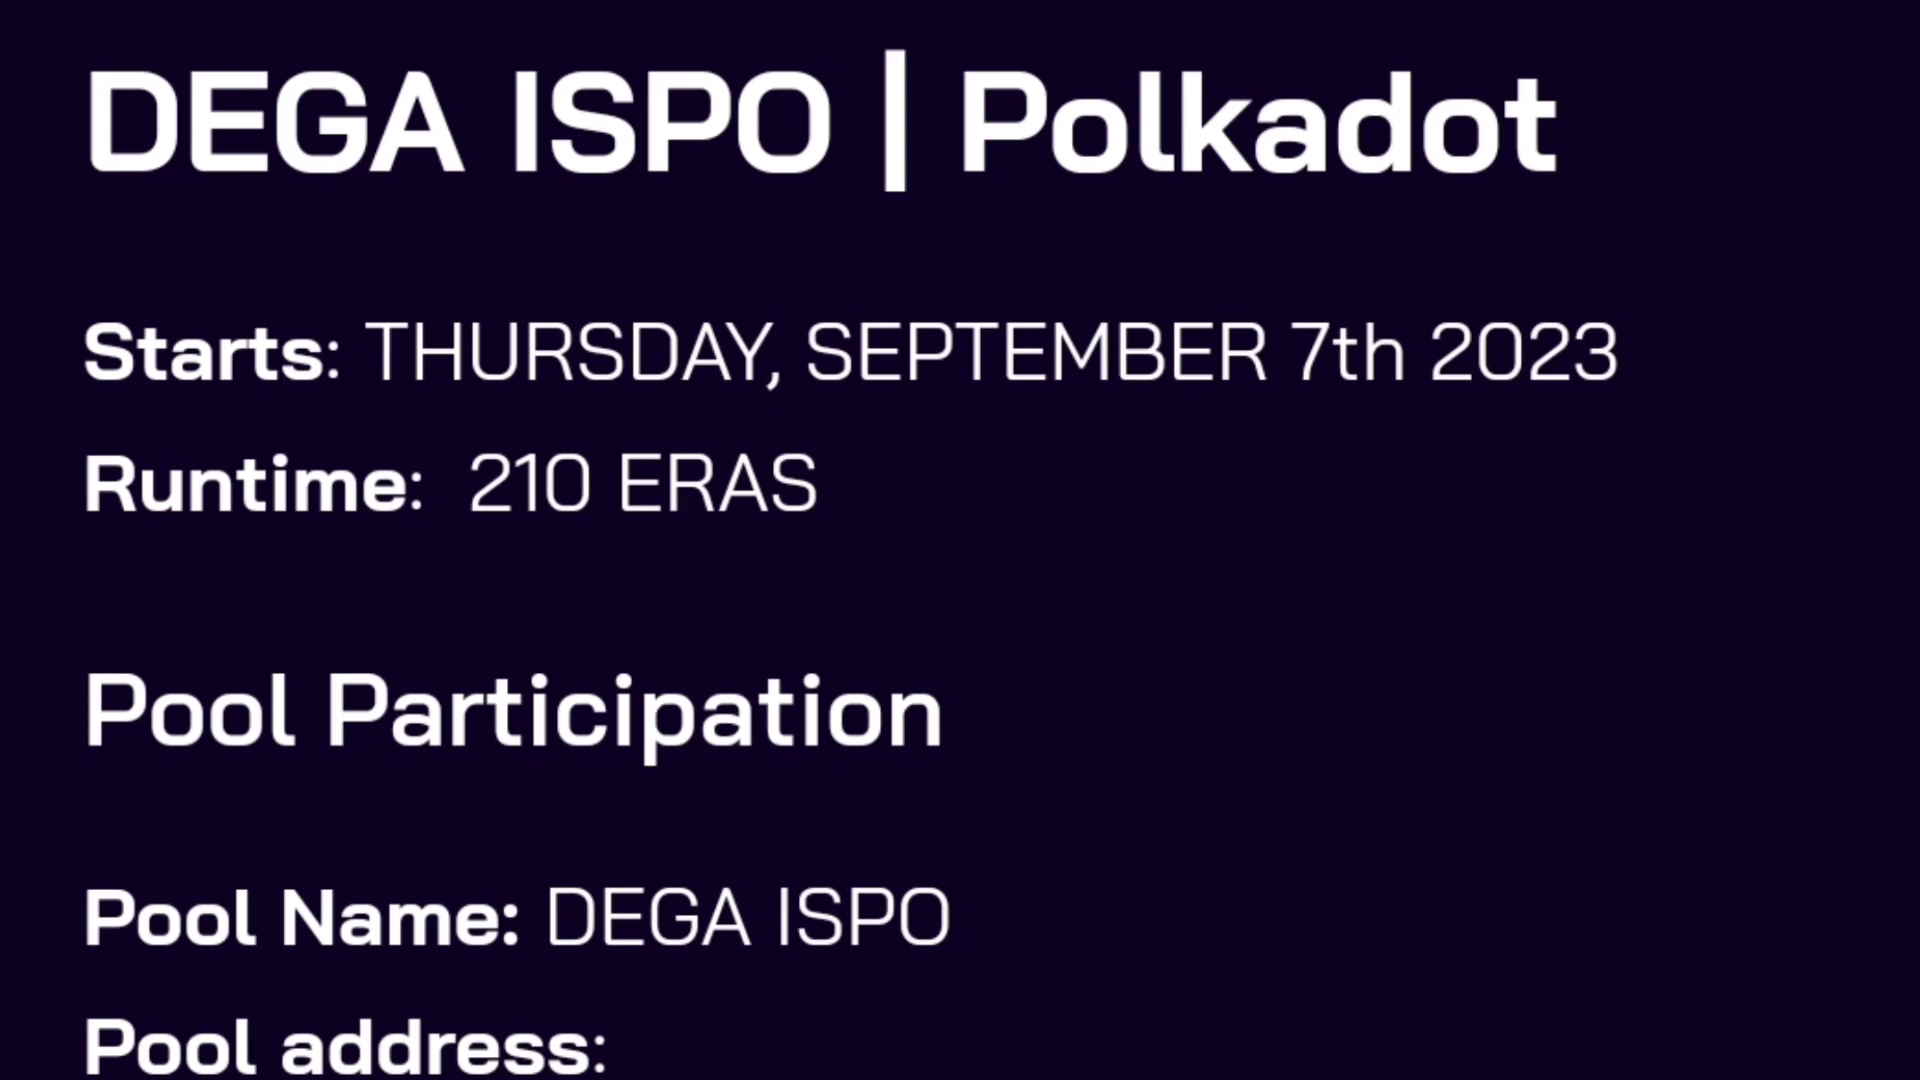 DEGA ISPO | Polkadot
Starts: THURSDAY, SEPTEMBER 7th 2023
Runtime: 210 ERAS
Pool Participation
Pool Name: DEGA ISPO
Pool address: